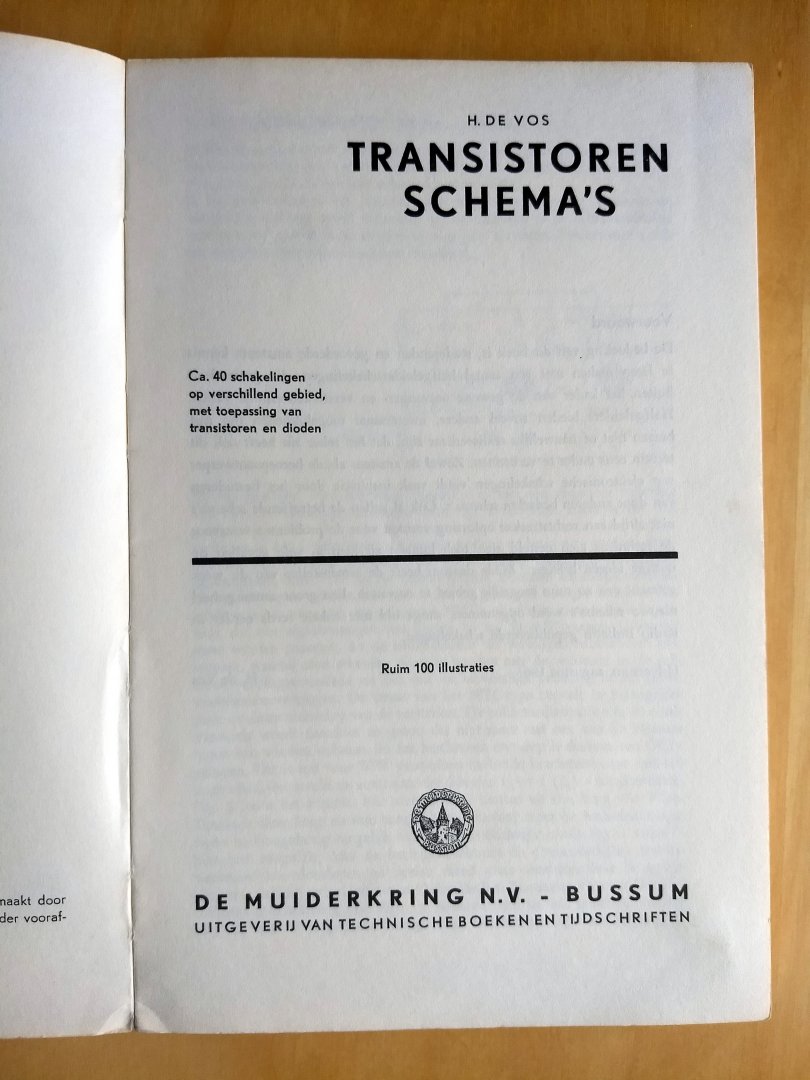 H. DE VOS
TRANSISTOREN
SCHEMA'S
Ca. 40 schakelingen
op verschillend gebied,
met toepassing van
transistoren en dioden
Ruim 100 illustraties
DE MUIDERKRING N.V. - BUSSUM
UITGEVERIJ VAN TECHNISCHE BOEKEN EN TIJDSCHRIFTEN
maakt door
der vooraf-